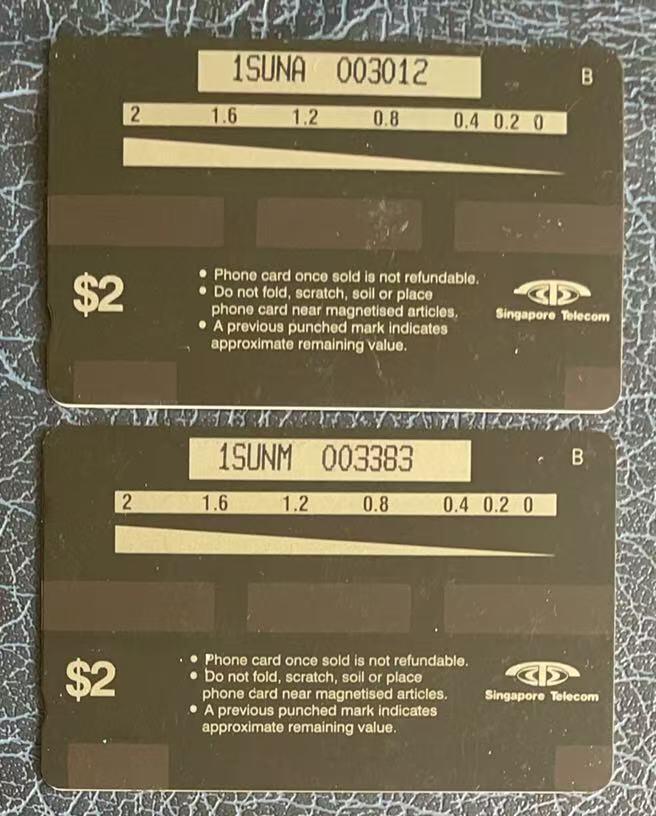 1SUNA 003012
B
2 1.6 1.2 0.8 0.4 0.2 0
$2
• Phone card once sold is not refundable.
• Do not fold, scratch, soil or place
phone card near magnetised articles.
• A previous punched mark indicates
approximate remaining value.
Singapore Telecom
1SUNM 003383
B
2 1.6 1.2 0.8 0.4 0.2 0
$2
• Phone card once sold is not refundable.
• Do not fold, scratch, soil or place
phone card near magnetised articles.
• A previous punched mark indicates
approximate remaining value.
Singapore Telecom